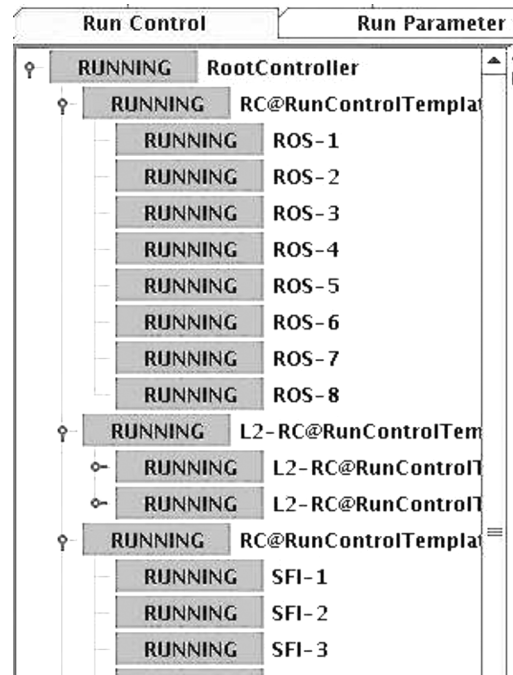 Run Control Run Parameter
RUNNING RootController
RUNNING RC@RunControlTemplat
RUNNING ROS-1
RUNNING ROS-2
RUNNING ROS-3
RUNNING ROS-4
RUNNING ROS-5
RUNNING ROS-6
RUNNING ROS-7
RUNNING ROS-8
RUNNING L2-RC@RunControlTem
RUNNING L2-RC@RunControlT
RUNNING L2-RC@RunControlT
RUNNING RC@RunControlTemplat
RUNNING SFI-1
RUNNING SFI-2
RUNNING SFI-3